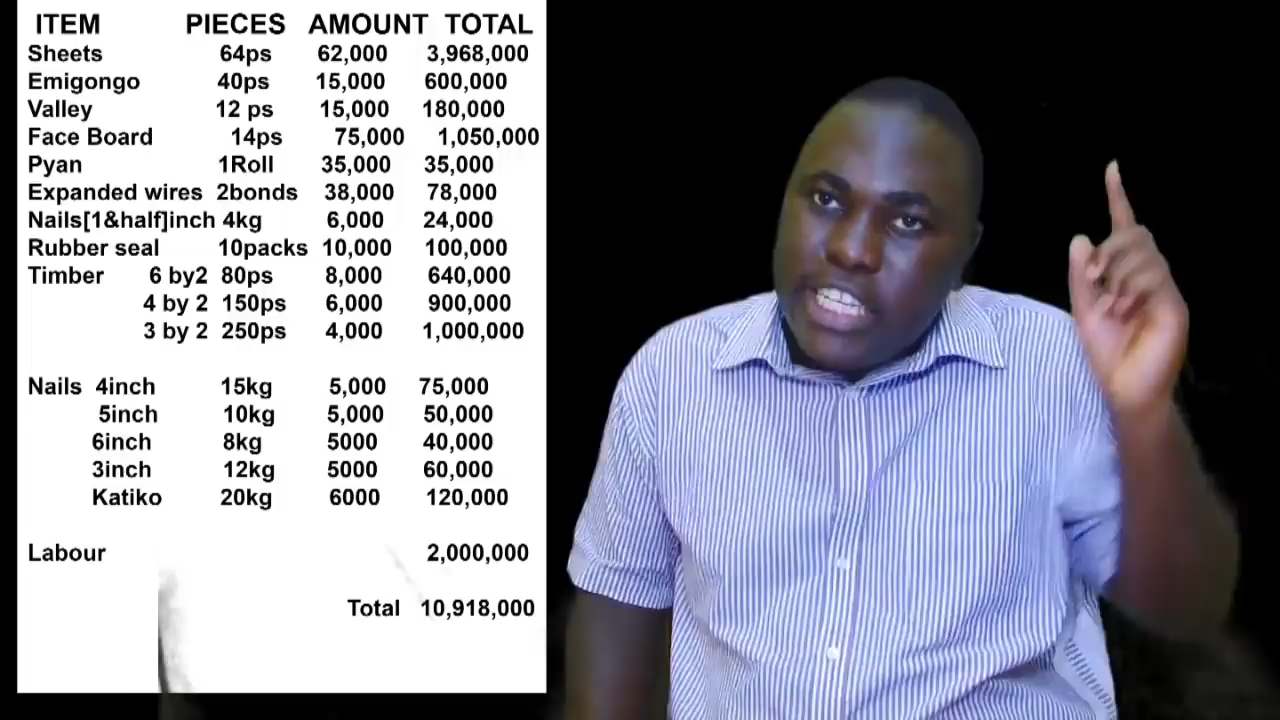 ITEM PIECES AMOUNT TOTAL
Sheets 64ps 62,000 3,968,000
Emigongo 40ps 15,000 600,000
Valley 12 ps 15,000 180,000
Face Board 14ps 75,000 1,050,000
Pyan 1Roll 35,000 35,000
Expanded wires 2bonds 38,000 78,000
Nails[1&half]inch 4kg 6,000 24,000
Rubber seal 10packs 10,000 100,000
Timber 6 by2 80ps 8,000 640,000
4 by 2 150ps 6,000 900,000
3 by 2 250ps 4,000 1,000,000
Nails 4inch 15kg 5,000 75,000
5inch 10kg 5,000 50,000
6inch 8kg 5000 40,000
3inch 12kg 5000 60,000
Katiko 20kg 6000 120,000
Labour 2,000,000
Total 10,918,000